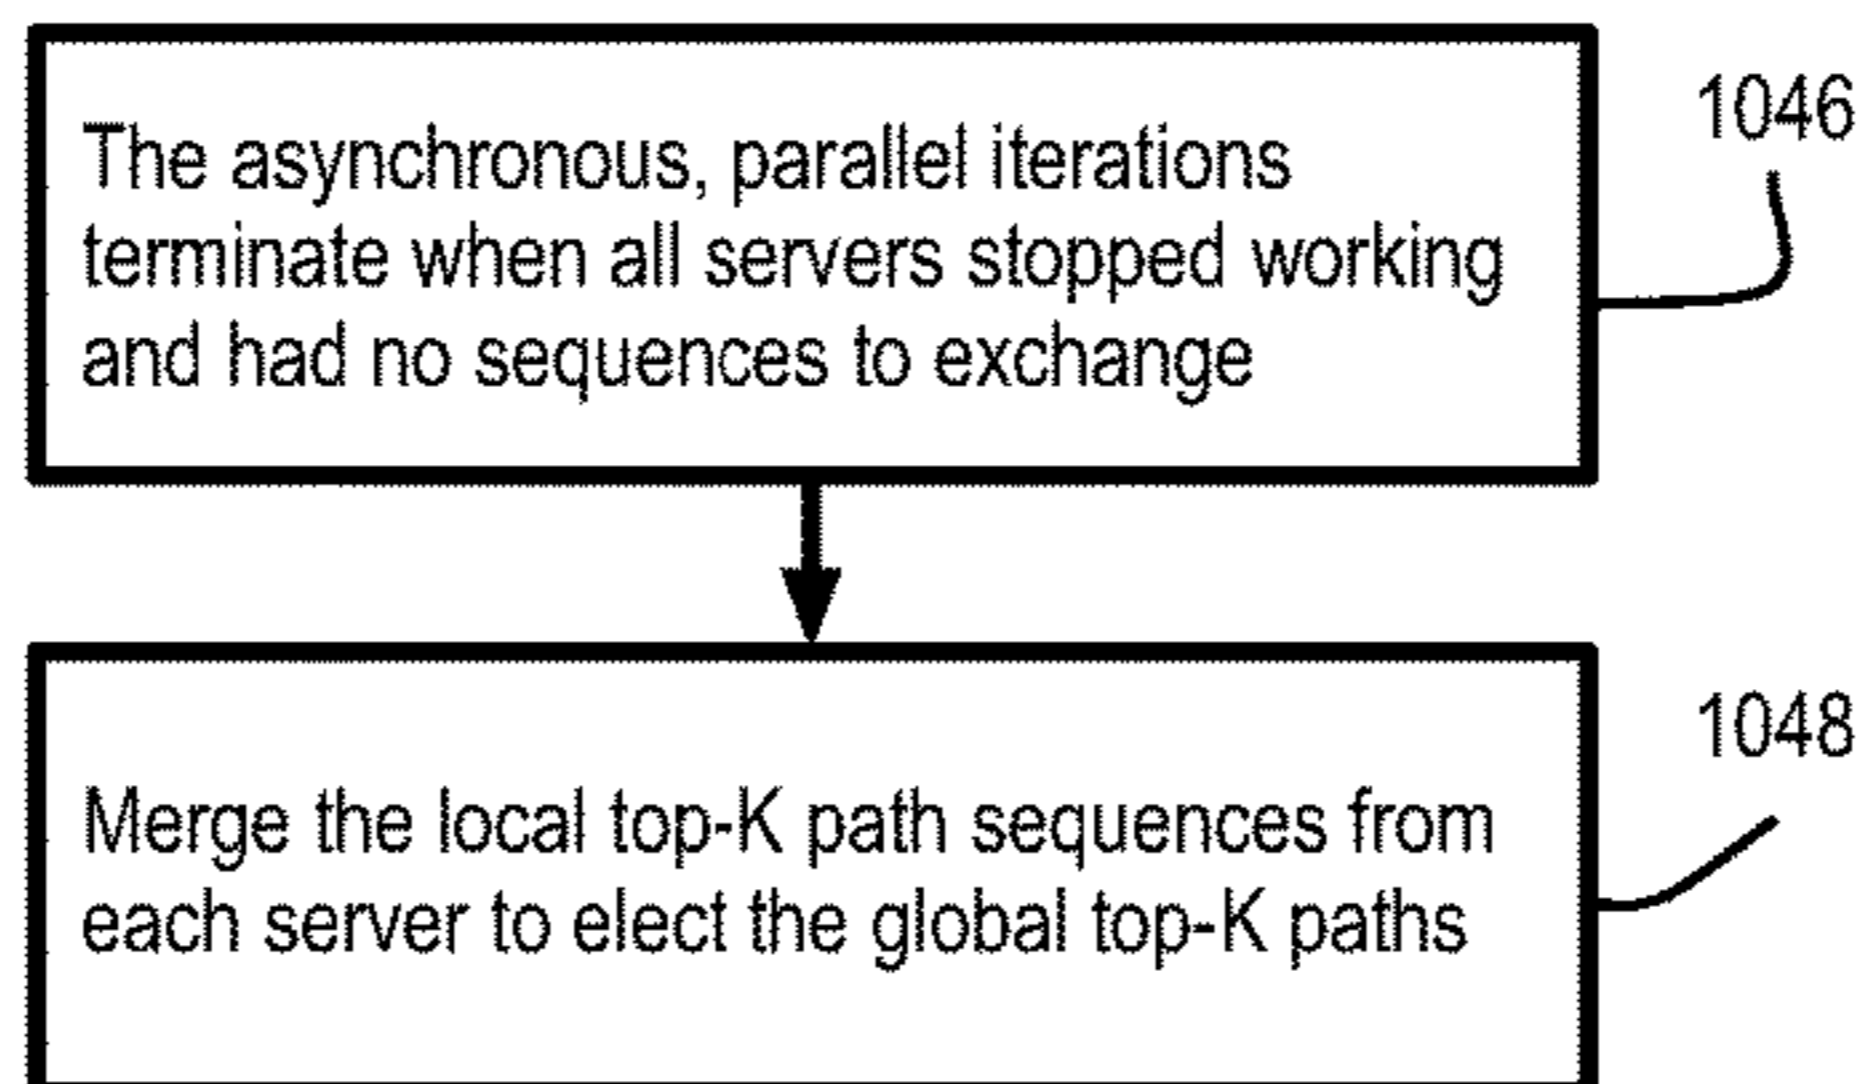 The asynchronous, parallel iterations
terminate when all servers stopped working
and had no sequences to exchange
1046
Merge the local top-K path sequences from
each server to elect the global top-K paths
1048